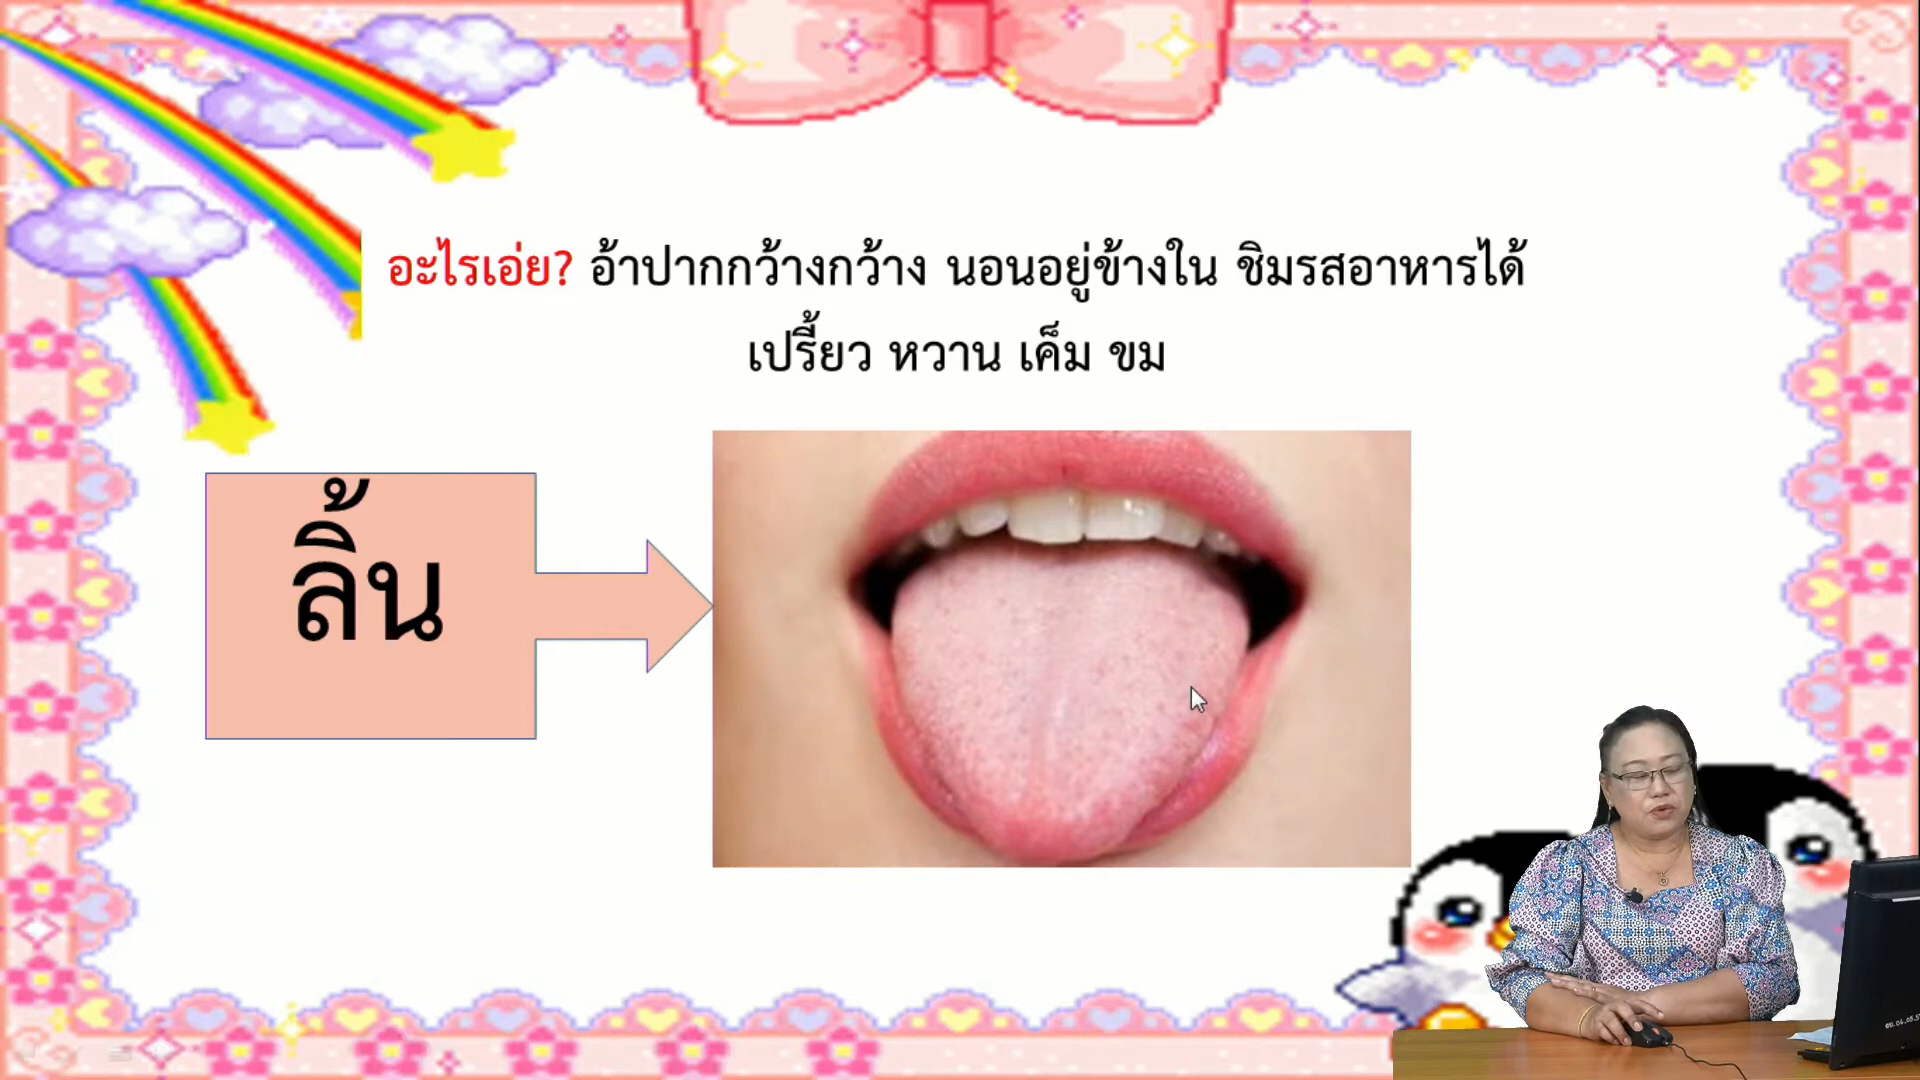 อะไรเอ่ย? อ้าปากกว้างกว้าง นอนอยู่ข้างใน ชิมรสอาหารได้
เปรี้ยว หวาน เค็ม ขม
ลิ้น